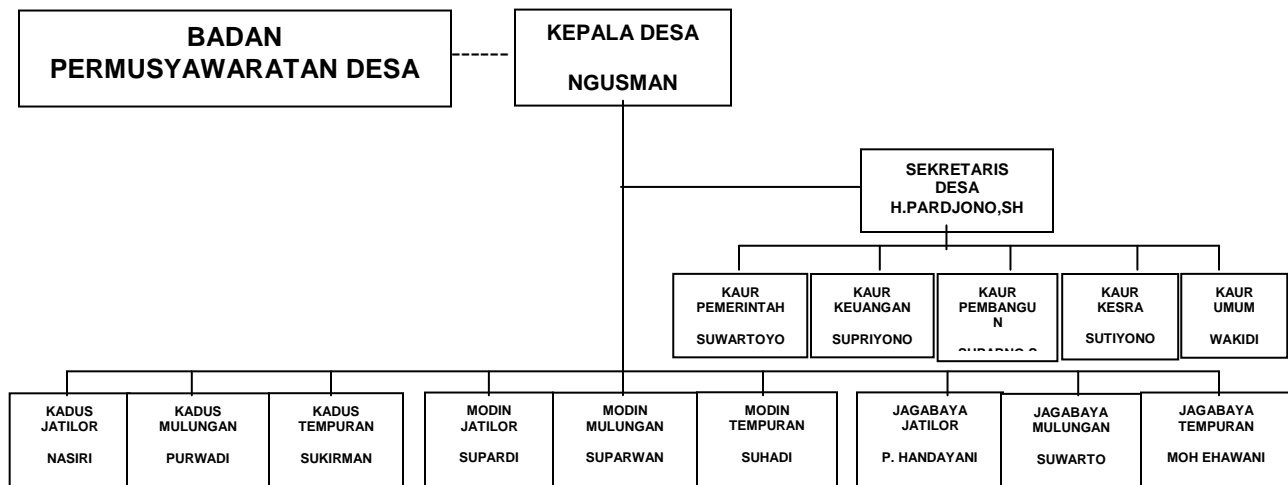 BADAN
PERMUSYAWARATAN DESA
KEPALA DESA
NGUSMAN
SEKRETARIS
DESA
H.PARDJONO,SH
KAUR
PEMERINTAH
SUWARTOYO
KAUR
KEUANGAN
SUPRIYONO
KAUR
PEMBANGU
N
KAUR
KESRA
SUTIYONO
KAUR
UMUM
WAKIDI
KADUS
JATILOR
NASIRI
KADUS
MULUNGAN
PURWADI
KADUS
TEMPURAN
SUKIRMAN
MODIN
JATILOR
SUPARDI
MODIN
MULUNGAN
SUPARWAN
MODIN
TEMPURAN
SUHADI
JAGABAYA
JATILOR
P. HANDAYANI
JAGABAYA
MULUNGAN
SUWARTO
JAGABAYA
TEMPURAN
MOH EHAWANI